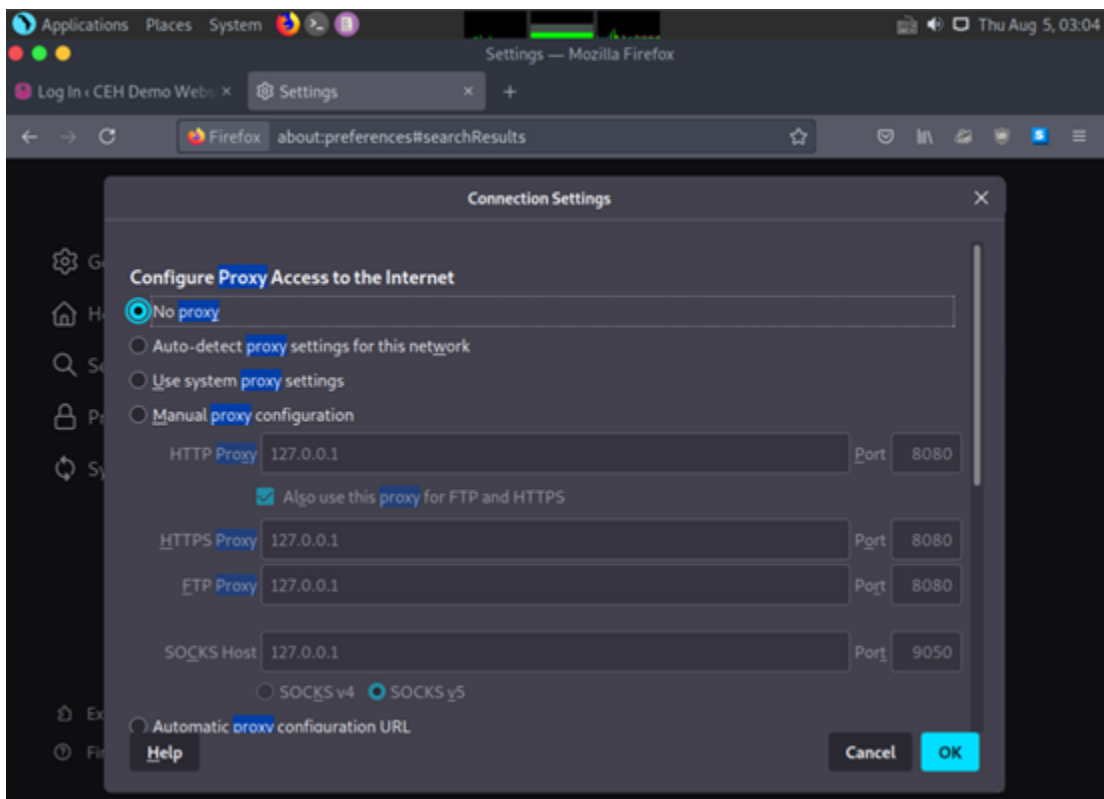 Applications Places System Thu Aug 5, 03:04
Settings — Mozilla Firefox
Log In ‹ CEH Demo Webs × Settings × +
Firefox about:preferences#searchResults
Connection Settings
Configure Proxy Access to the Internet
No proxy
Auto-detect proxy settings for this network
Use system proxy settings
Manual proxy configuration
HTTP Proxy 127.0.0.1 Port 8080
Also use this proxy for FTP and HTTPS
HTTPS Proxy 127.0.0.1 Port 8080
FTP Proxy 127.0.0.1 Port 8080
SOCKS Host 127.0.0.1 Port 9050
SOCKS v4 SOCKS v5
Automatic proxy configuration URL
Help Cancel OK